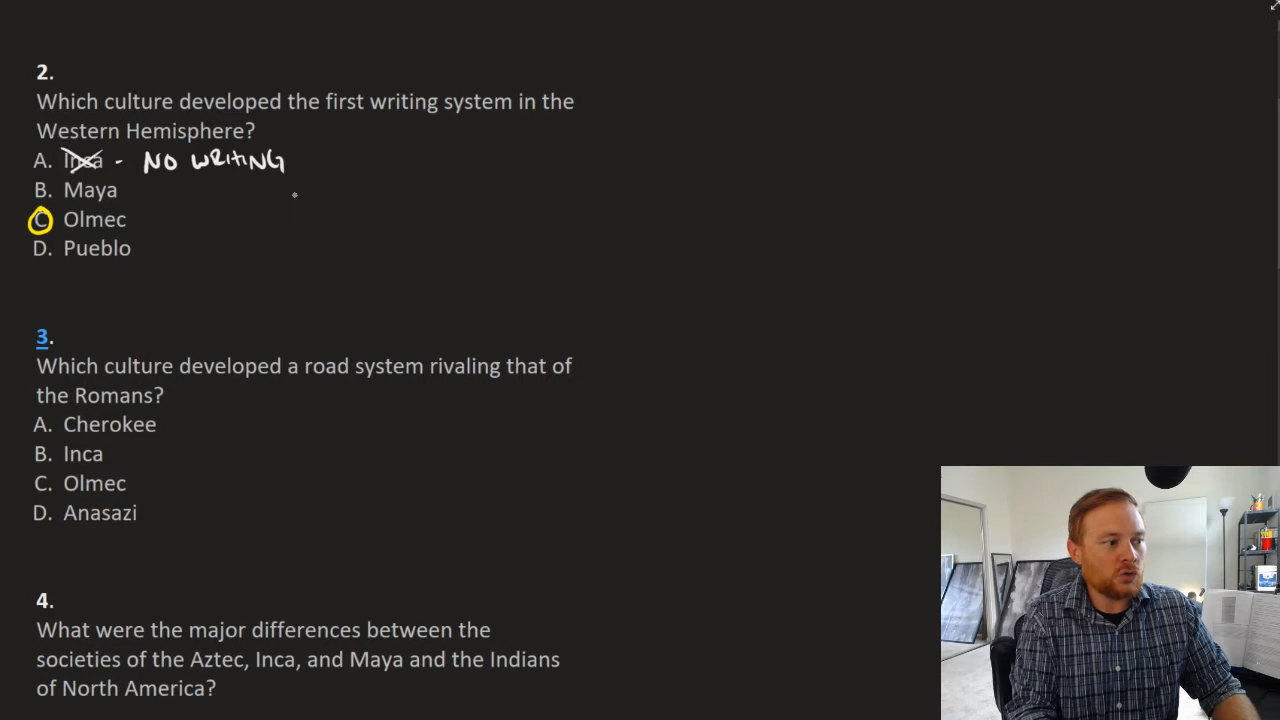 2.
Which culture developed the first writing system in the
Western Hemisphere?
A. Inca - NO WRITING
B. Maya
C. Olmec
D. Pueblo
3.
Which culture developed a road system rivaling that of
the Romans?
A. Cherokee
B. Inca
C. Olmec
D. Anasazi
4.
What were the major differences between the
societies of the Aztec, Inca, and Maya and the Indians
of North America?